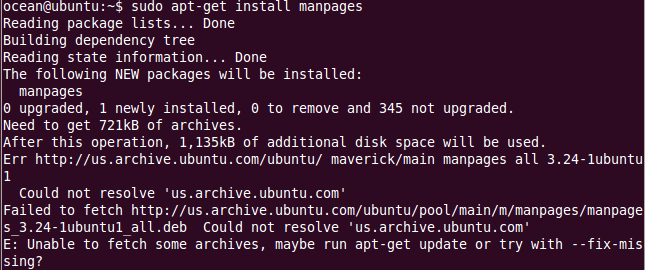 ocean@ubuntu:~$ sudo apt-get install manpages
Reading package lists... Done
Building dependency tree
Reading state information... Done
The following NEW packages will be installed:
  manpages
0 upgraded, 1 newly installed, 0 to remove and 345 not upgraded.
Need to get 721kB of archives.
After this operation, 1,135kB of additional disk space will be used.
Err http://us.archive.ubuntu.com/ubuntu/ maverick/main manpages all 3.24-1ubuntu
1
  Could not resolve 'us.archive.ubuntu.com'
Failed to fetch http://us.archive.ubuntu.com/ubuntu/pool/main/m/manpages/manpage
s_3.24-1ubuntu1_all.deb  Could not resolve 'us.archive.ubuntu.com'
E: Unable to fetch some archives, maybe run apt-get update or try with --fix-mis
sing?